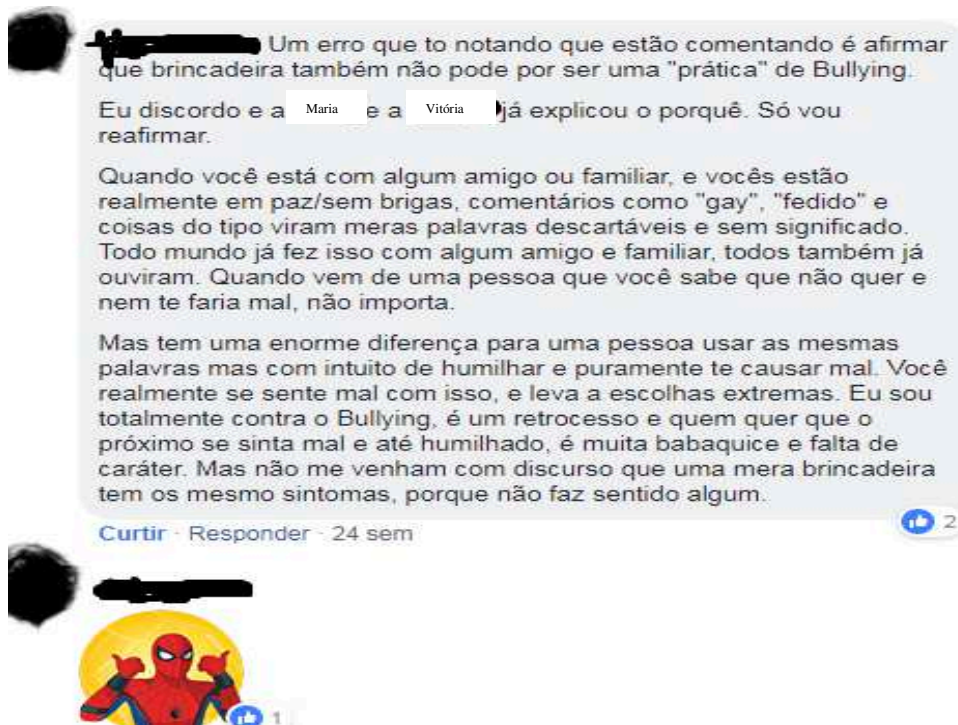 Um erro que to notando que estão comentando é afirmar
que brincadeira também não pode por ser uma "prática" de Bullying.
Eu discordo e a Maria e a Vitória já explicou o porquê. Só vou
reafirmar.
Quando você está com algum amigo ou familiar, e vocês estão
realmente em paz/sem brigas, comentários como "gay", "fedido" e
coisas do tipo viram meras palavras descartáveis e sem significado.
Todo mundo já fez isso com algum amigo e familiar, todos também já
ouviram. Quando vem de uma pessoa que você sabe que não quer e
nem te faria mal, não importa.
Mas tem uma enorme diferença para uma pessoa usar as mesmas
palavras mas com intuito de humilhar e puramente te causar mal. Você
realmente se sente mal com isso, e leva a escolhas extremas. Eu sou
totalmente contra o Bullying, é um retrocesso e quem quer que o
próximo se sinta mal e até humilhado, é muita babaquice e falta de
caráter. Mas não me venham com discurso que uma mera brincadeira
tem os mesmo sintomas, porque não faz sentido algum.
Curtir · Responder · 24 sem
2
1